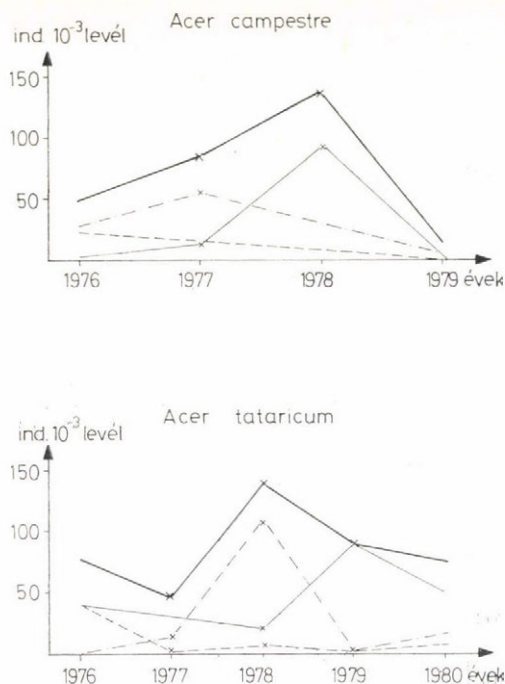 Acer campestre
ind. 10⁻³ levél
150
100
50
1976 1977 1978 1979 évek
Acer tataricum
ind. 10⁻³ levél
150
100
50
1976 1977 1978 1979 1980 évek